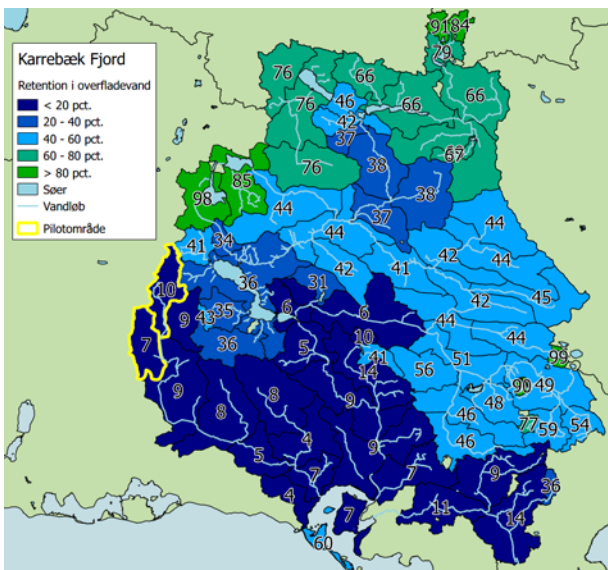 Karrebæk Fjord
Retention i overfladevand
< 20 pct.
20 - 40 pct.
40 - 60 pct.
60 - 80 pct.
> 80 pct.
Søer
Vandløb
Pilotområde
91 84
79
76 66
46 66 66
76
42
37
67
76 38
85 38
98 44
37 44
34 44
41 44
42 41 42
36 31
10 42 45
6 6
9 43 35 44
7 10 44
36 5 51
41 99
14 56
9 90 49
8 8 9 48
46 77 59 54
4 9 46
5 7 7 9 36
4 7 11 14
60